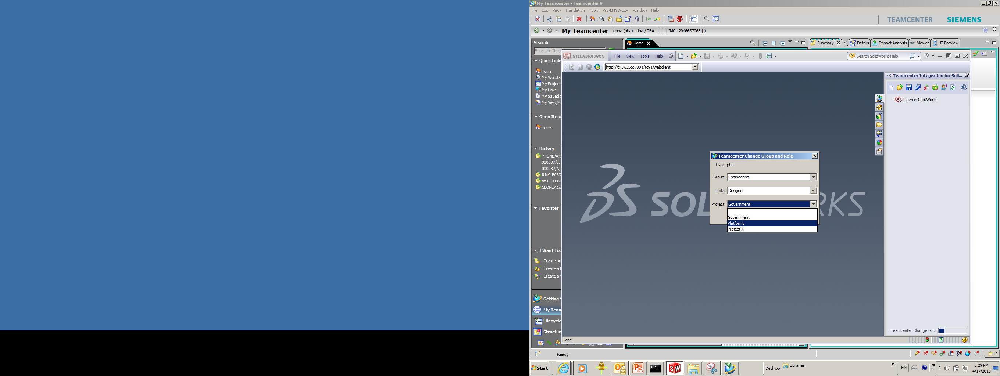 My Teamcenter - Teamcenter 9
File Edit View Translation Tools Pro/ENGINEER Window Help
TEAMCENTER SIEMENS
My Teamcenter ( pha (pha) - dba / DBA [ ] [ IMC--2046637066 ] )
Search
Enter the Item
Home
Summary Details Impact Analysis Viewer JT Preview
SOLIDWORKS File View Tools Help
Search SolidWorks Help
http://cii3w265:7001/tc91/webclient
Quick Link
Home
My Worklis
My Project
My Links
My Saved
My View/M
Open Item
Home
History
PHONE/A;
000087/B;
000087/A;
ILNK_E033
pa1_CLON
CLONEA1/
Favorites
I Want To.
Create an
Create a
Create a
Getting
My Team
Lifecycle
Structur
Teamcenter Integration for Soli...
Open in SolidWorks
Teamcenter Change Group and Role
User: pha
Group: Engineering
Role: Designer
Project: Government
Government
Platforms
Project X
SOL RKS
Teamcenter Change Grou
Done
Ready
0
Start
Desktop
Libraries
EN
5:29 PM
4/17/2013